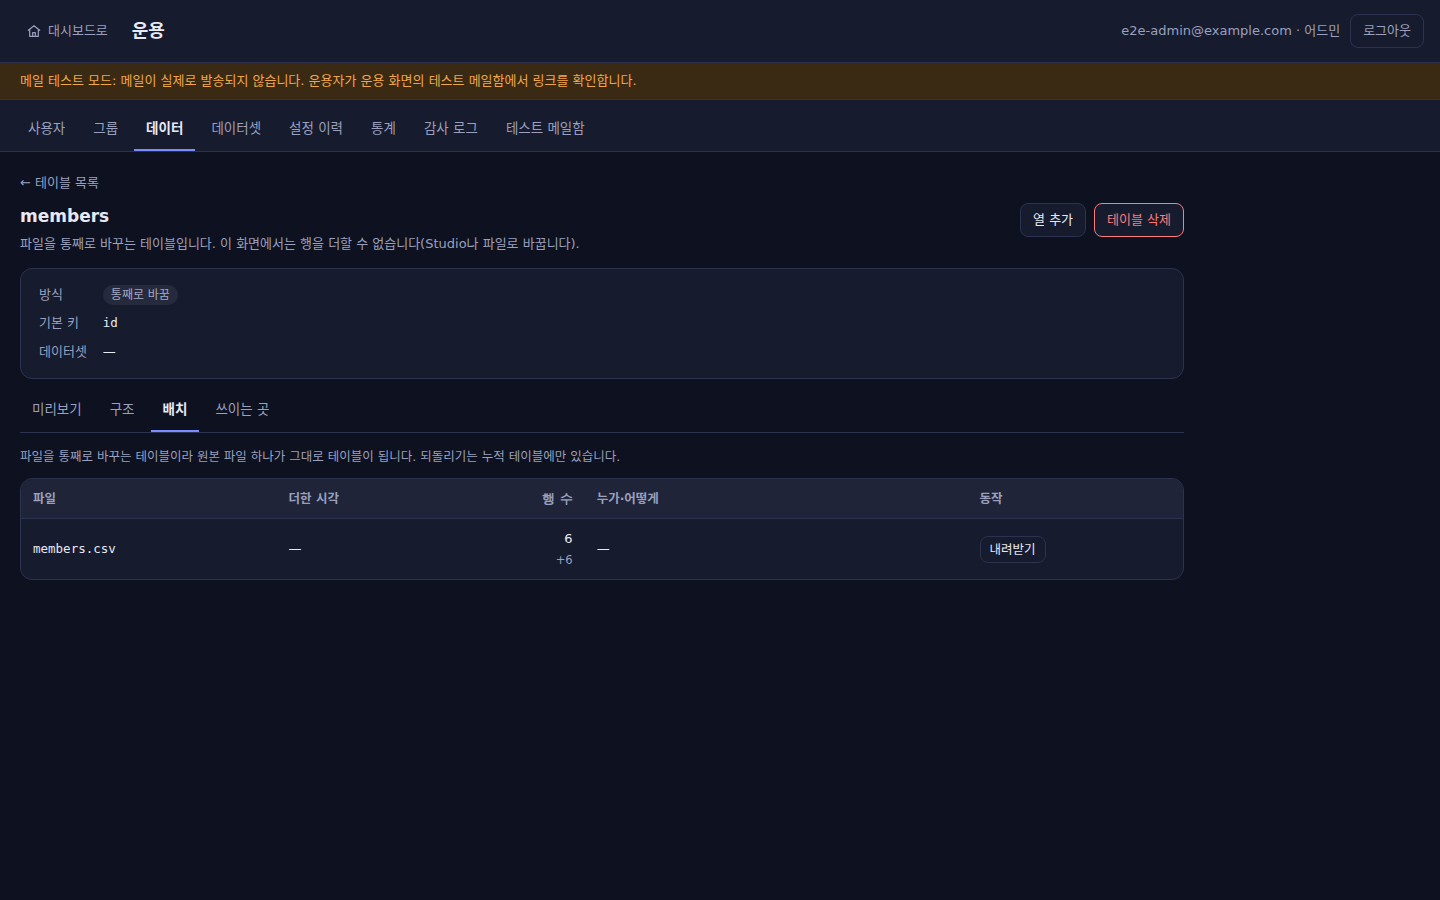 대시보드로
운용
e2e-admin@example.com · 어드민
로그아웃
메일 테스트 모드: 메일이 실제로 발송되지 않습니다. 운용자가 운용 화면의 테스트 메일함에서 링크를 확인합니다.
사용자 그룹 데이터 데이터셋 설정 이력 통계 감사 로그 테스트 메일함
← 테이블 목록
members
열 추가
테이블 삭제
파일을 통째로 바꾸는 테이블입니다. 이 화면에서는 행을 더할 수 없습니다(Studio나 파일로 바꿉니다).
방식 통째로 바꿈
기본 키 id
데이터셋 —
미리보기 구조 배치 쓰이는 곳
파일을 통째로 바꾸는 테이블이라 원본 파일 하나가 그대로 테이블이 됩니다. 되돌리기는 누적 테이블에만 있습니다.
파일 더한 시각 행 수 누가·어떻게 동작
members.csv — 6 — 내려받기
+6